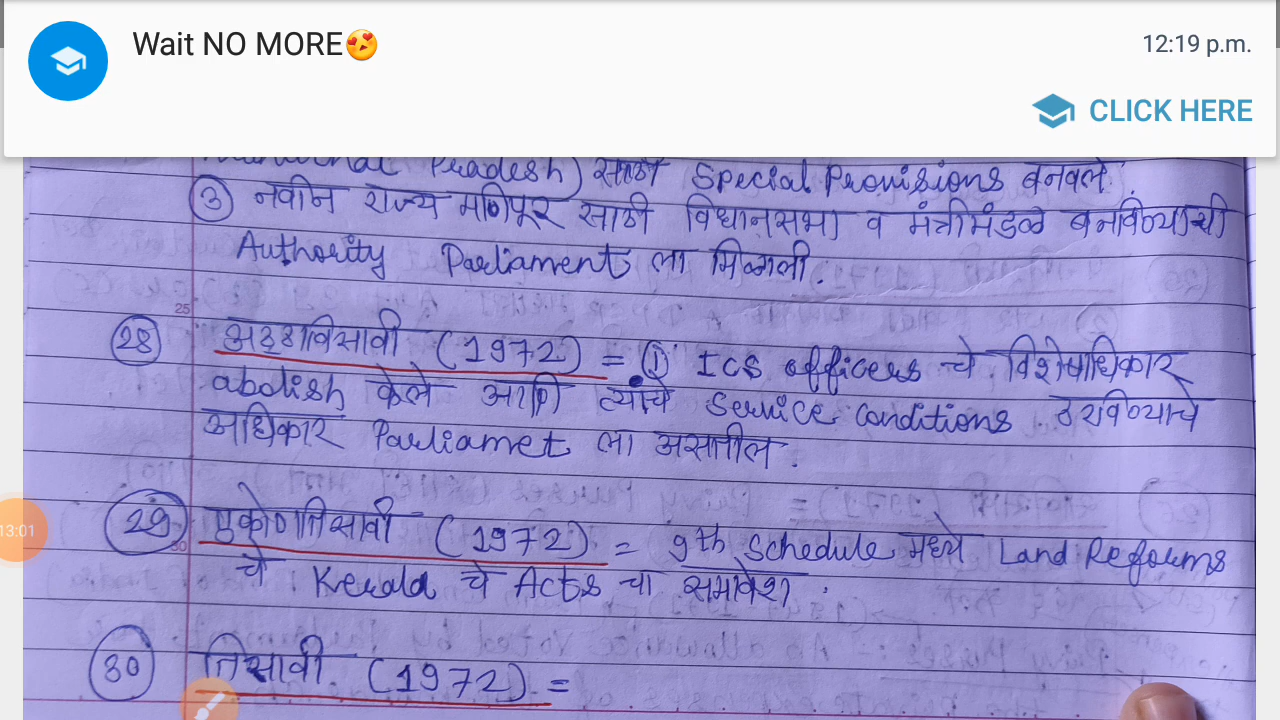 Wait NO MORE😍
12:19 p.m.
CLICK HERE
Pradesh) साठी Special Provisions बनवले.
③ नवीन राज्य मणिपूर साठी विधानसभा व मंत्रीमंडळ बनविण्याची
Authority Parliament ला मिळाली.
25
28 अठ्ठाविसावी (1972) = ① ICS officers चे विशेषाधिकार
abolish केले आणि त्यांचे Service Conditions ठरविण्याचे
अधिकार Parliamet ला असतील.
29 एकोणतिसावी (1972) = 9th Schedule मध्ये Land Reforms
30
चे Kerala चे Acts चा समावेश.
13:01
30 तिसावी (1972) =